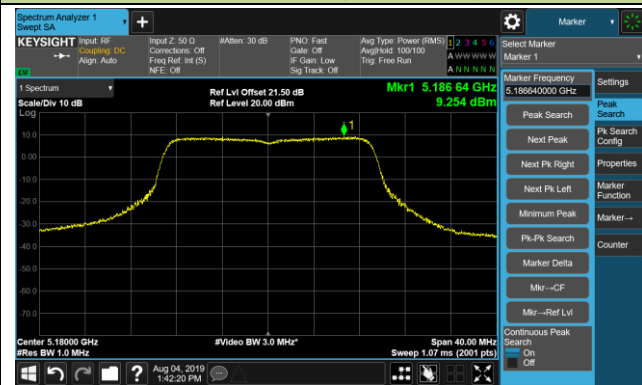 Spectrum Analyzer 1
Swept SA
+
Marker
KEYSIGHT
Input: RF
Coupling: DC
Align: Auto
Input Z: 50 Ω
Corrections: Off
Freq Ref: Int (S)
NFE: Off
#Atten: 30 dB
PNO: Fast
Gate: Off
IF Gain: Low
Sig Track: Off
Avg Type: Power (RMS)
Avg|Hold: 100/100
Trig: Free Run
1 2 3 4 5 6
A W W W W W
A N N N N N
LXI
Select Marker
Marker 1
1 Spectrum
Scale/Div 10 dB
Log
Ref Lvl Offset 21.50 dB
Ref Level 20.00 dBm
Mkr1 5.186 64 GHz
9.254 dBm
1
10.0
0.00
-10.0
-20.0
-30.0
-40.0
-50.0
-60.0
-70.0
Center 5.18000 GHz
#Res BW 1.0 MHz
#Video BW 3.0 MHz*
Span 40.00 MHz
Sweep 1.07 ms (2001 pts)
Marker Frequency
5.186640000 GHz
Peak Search
Next Peak
Next Pk Right
Next Pk Left
Minimum Peak
Pk-Pk Search
Marker Delta
Mkr→CF
Mkr→Ref Lvl
Continuous Peak
Search
On
Off
Settings
Peak
Search
Pk Search
Config
Properties
Marker
Function
Marker→
Counter
?
Aug 04, 2019
1:42:20 PM